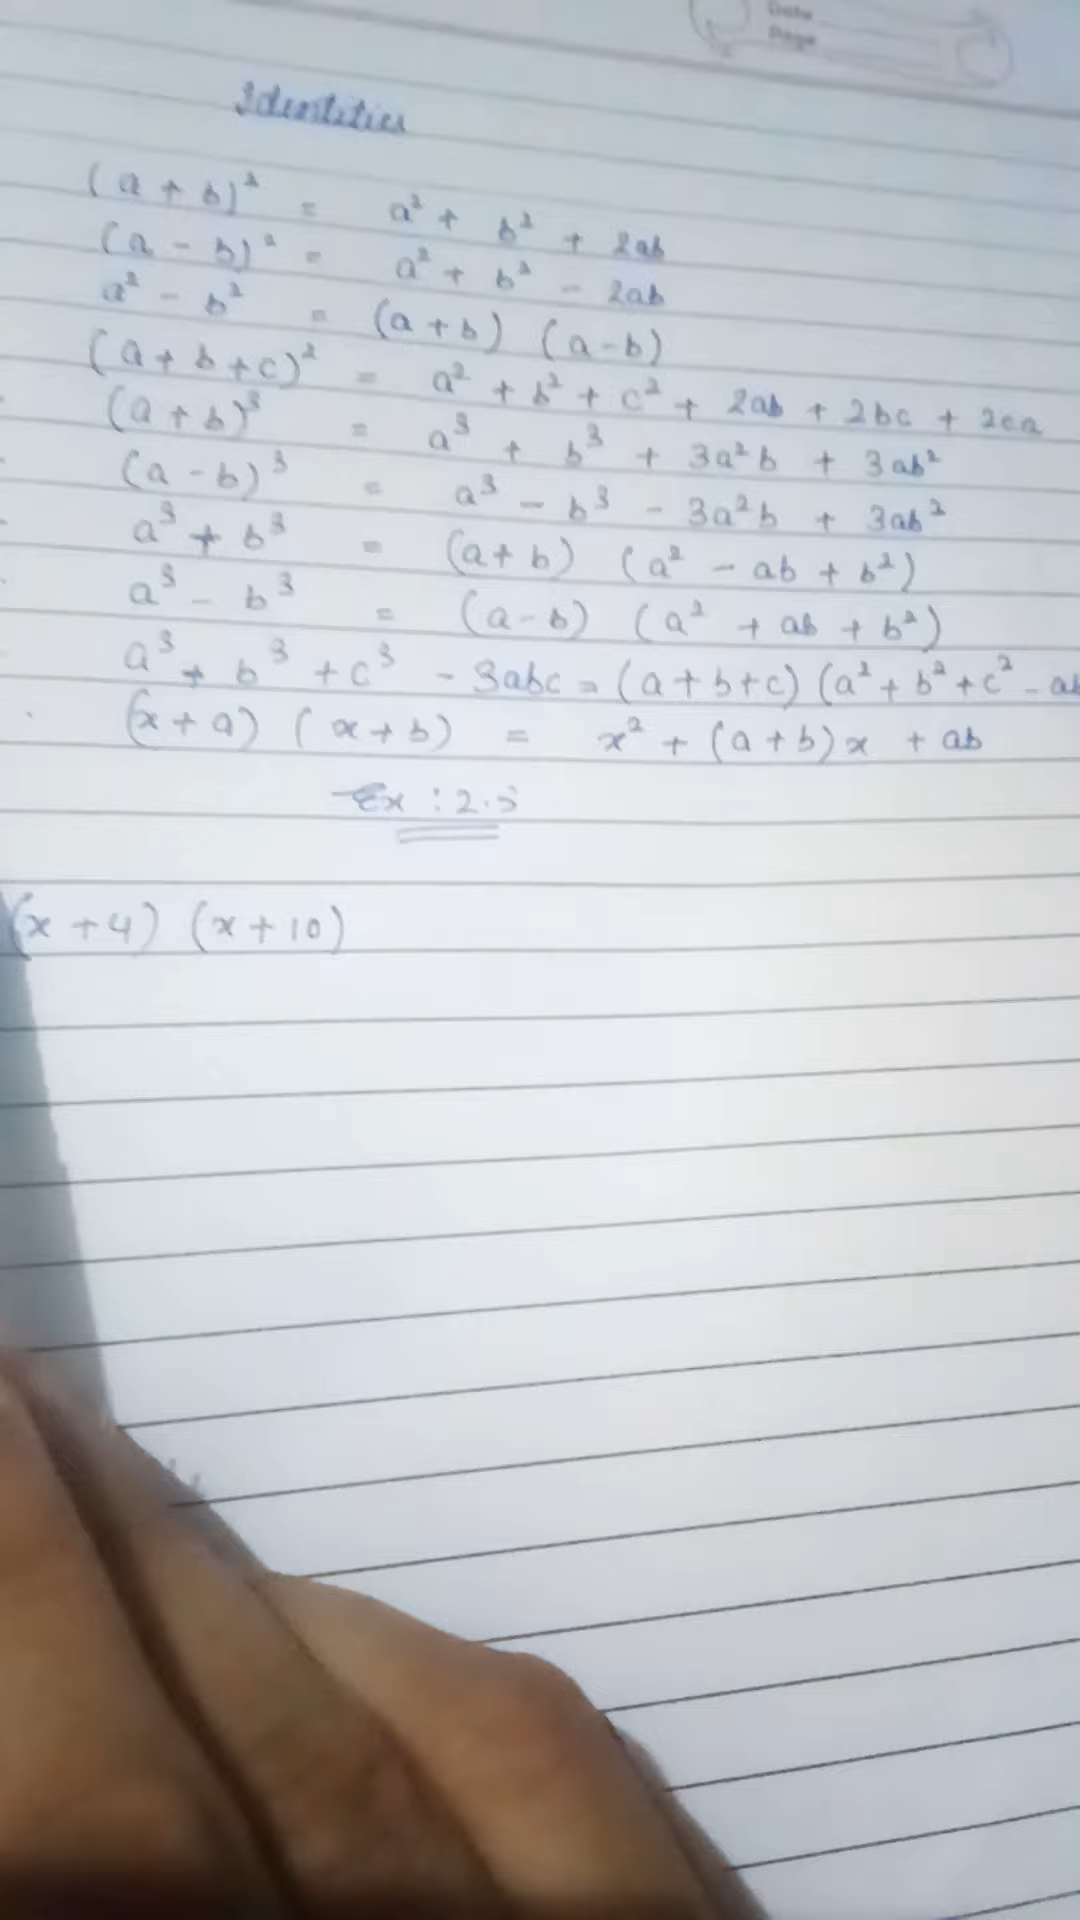 Date
Page
Identities
(a + b)² = a² + b² + 2ab
(a - b)² = a² + b² - 2ab
a² - b² = (a + b) (a - b)
(a + b + c)² = a² + b² + c² + 2ab + 2bc + 2ca
(a + b)³ = a³ + b³ + 3a²b + 3ab²
(a - b)³ = a³ - b³ - 3a²b + 3ab²
a³ + b³ = (a + b) (a² - ab + b²)
a³ - b³ = (a - b) (a² + ab + b²)
a³ + b³ + c³ - 3abc = (a + b + c) (a² + b² + c² - ab
(x + a) (x + b) = x² + (a + b) x + ab
Ex : 2.5
(x + 4) (x + 10)